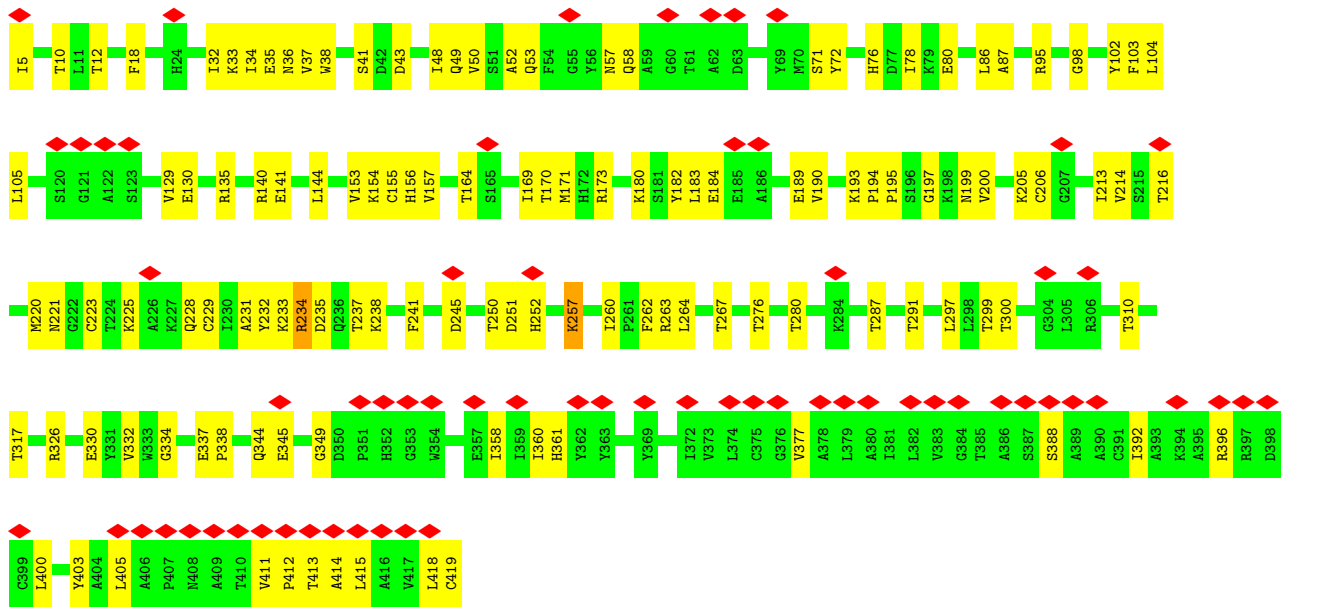 I5 T10 L11 T12 F18 H24 I32 K33 I34 E35 N36 V37 W38 S41 D42 D43 I48 Q49 V50 S51 A52 Q53 F54 G55 Y56 N57 Q58 A59 G60 T61 A62 D63 Y69 M70 S71 Y72 H76 D77 I78 K79 E80 L86 A87 R95 G98 Y102 F103 L104
L105 S120 G121 A122 S123 V129 E130 R135 R140 E141 L144 V153 K154 C155 H156 V157 T164 S165 I169 T170 M171 H172 R173 K180 S181 Y182 L183 E184 E185 A186 E189 V190 K193 P194 P195 S196 G197 K198 N199 V200 K205 C206 G207 I213 V214 S215 T216
M220 N221 G222 C223 T224 K225 A226 K227 Q228 C229 I230 A231 Y232 K233 R234 D235 Q236 T237 K238 F241 D245 T250 D251 H252 K257 I260 P261 F262 R263 L264 T267 T276 T280 K284 T287 T291 L297 L298 T299 T300 G304 L305 R306 T310
T317 R326 E330 Y331 V332 W333 G334 E337 P338 Q344 E345 G349 D350 P351 H352 G353 W354 E357 I358 I359 I360 H361 Y362 Y363 Y369 I372 V373 L374 C375 G376 V377 A378 L379 A380 I381 L382 V383 G384 T385 A386 S387 S388 A389 A390 C391 I392 A393 K394 A395 R396 R397 D398
C399 L400 Y403 A404 L405 A406 P407 N408 A409 T410 V411 P412 T413 A414 L415 A416 V417 L418 C419